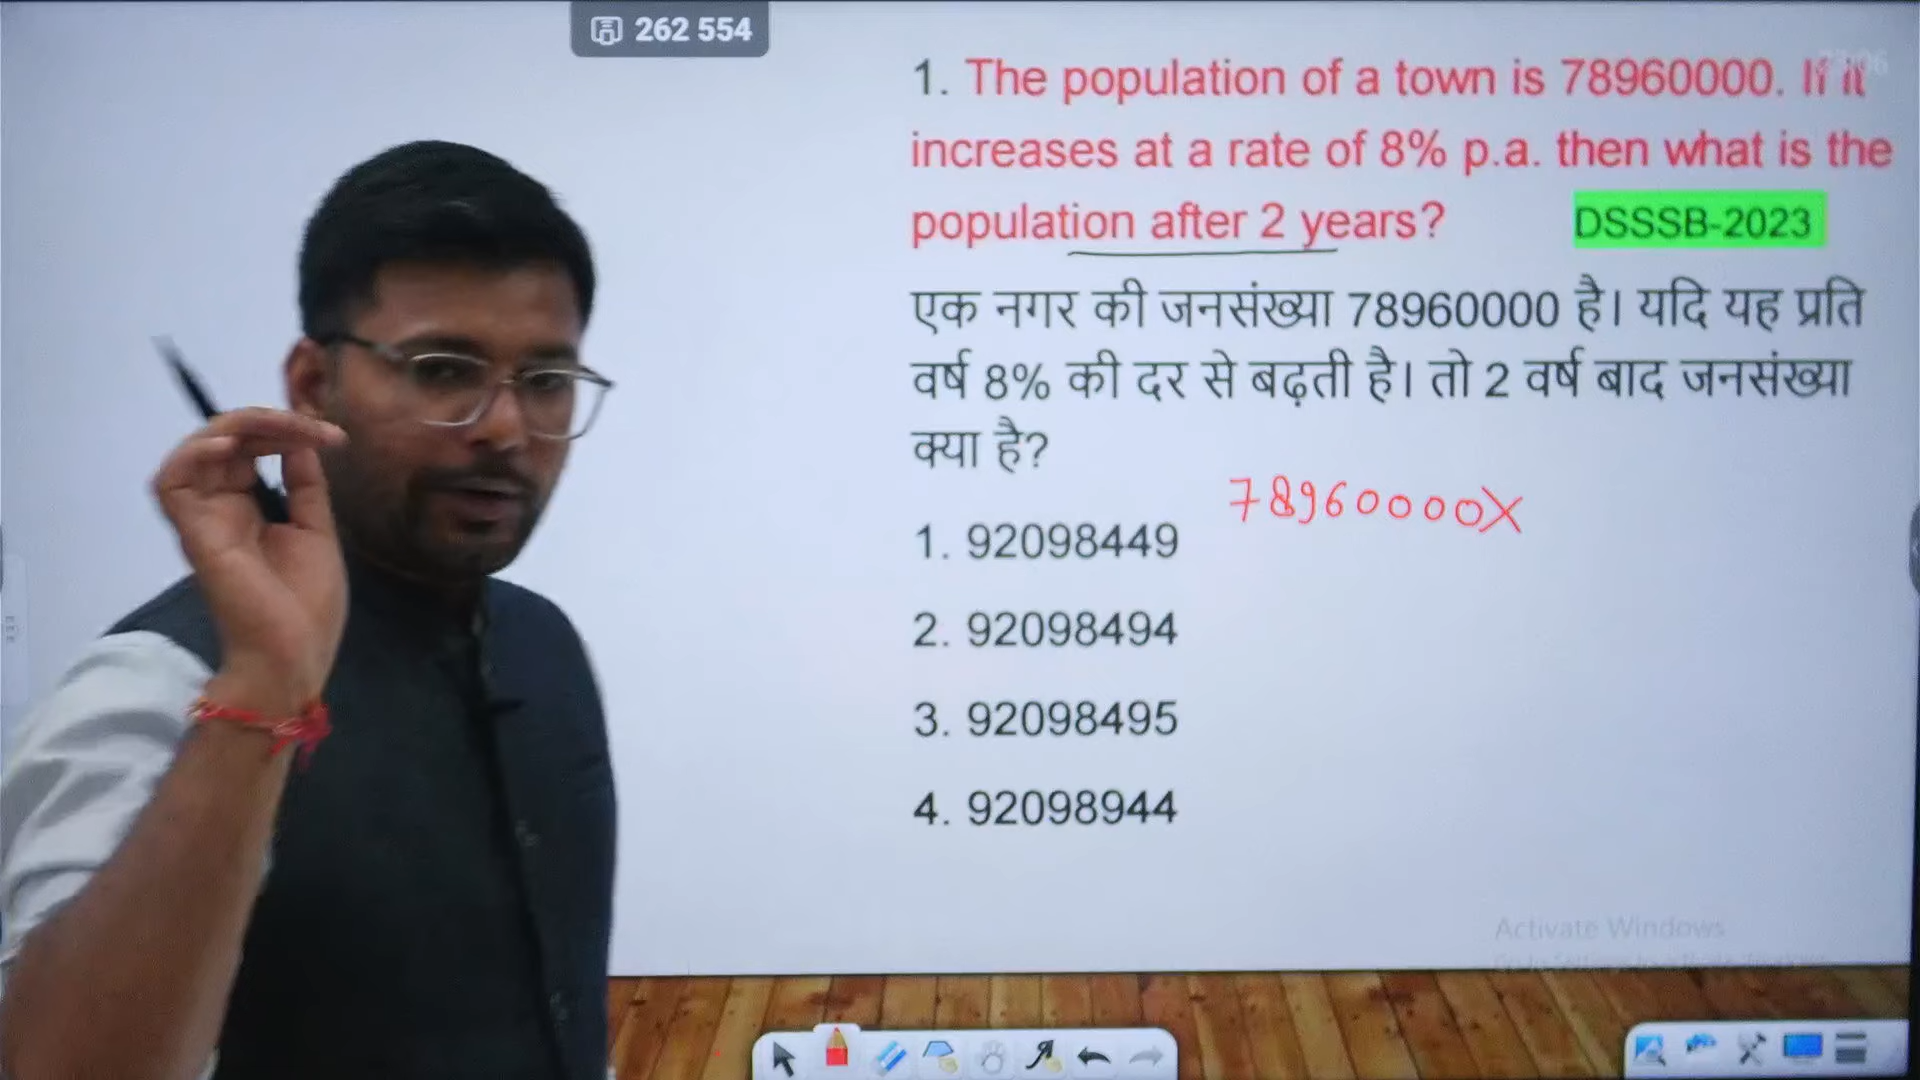 262 554
1. The population of a town is 78960000. If it
increases at a rate of 8% p.a. then what is the
population after 2 years?
DSSSB-2023
एक नगर की जनसंख्या 78960000 है। यदि यह प्रति
वर्ष 8% की दर से बढ़ती है। तो 2 वर्ष बाद जनसंख्या
क्या है?
78960000X
1. 92098449
2. 92098494
3. 92098495
4. 92098944
Activate Windows